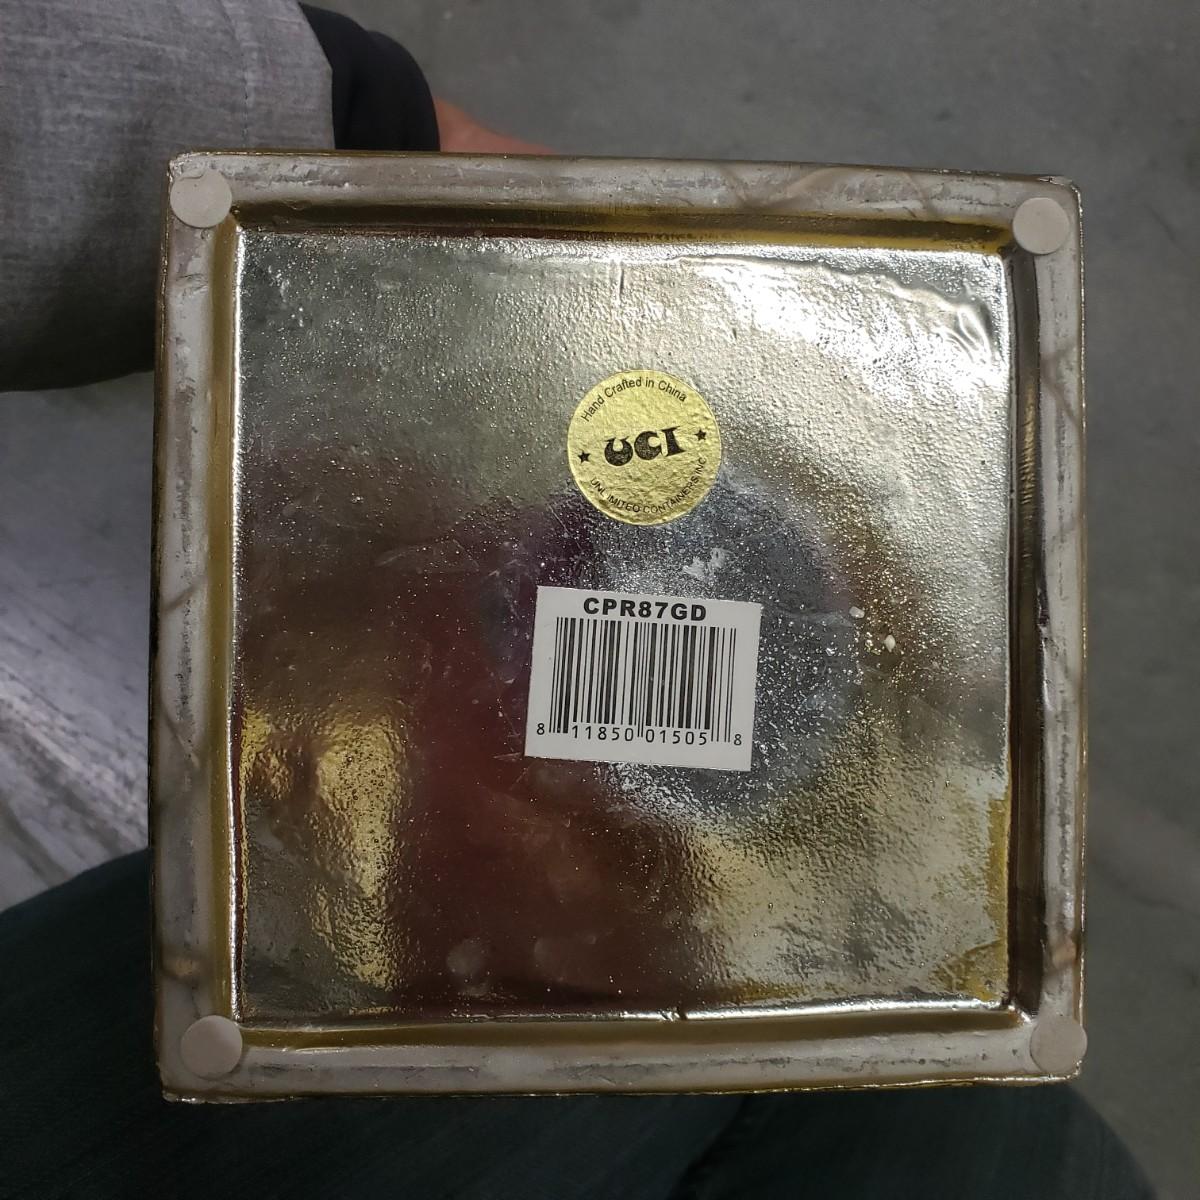 Hand Crafted in China
★ UCI ★
UNLIMITED CONTAINERS INC
CPR87GD
8 11850 01505 8